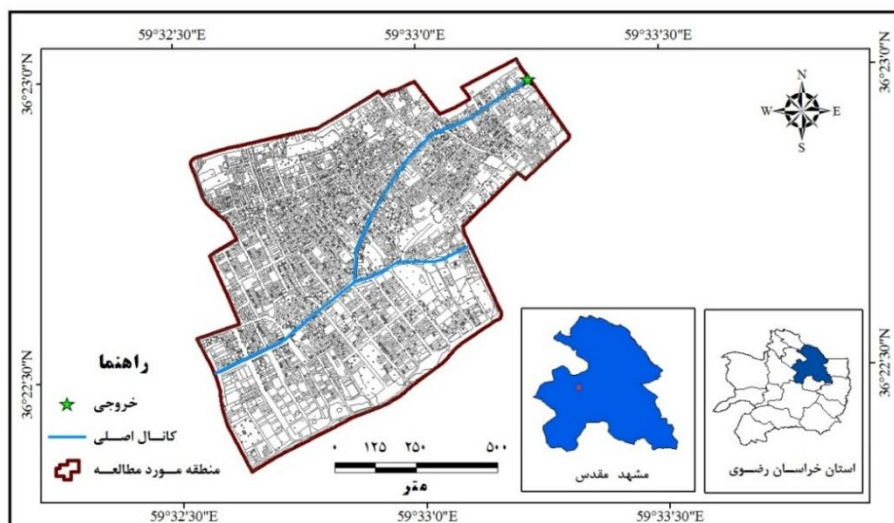 59°32'30"E
59°33'0"E
59°33'30"E
36°23'0"N
36°23'0"N
N
W
E
S
راهنما
خروجی
کانال اصلی
منطقه مورد مطالعه
36°22'30"N
36°22'30"N
۰ ۱۲۵ ۲۵۰ ۵۰۰
متر
مشهد مقدس
استان خراسان رضوی
59°32'30"E
59°33'0"E
59°33'30"E